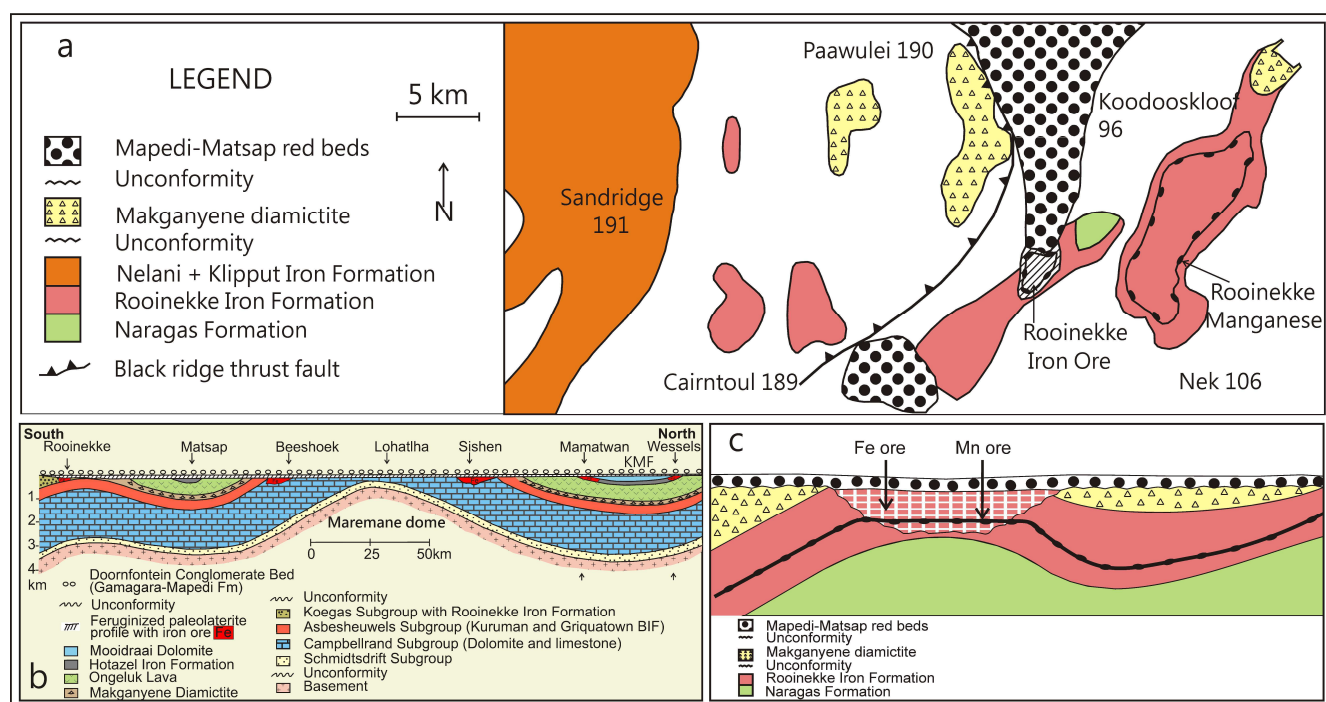 a
LEGEND
5 km
N
Mapedi-Matsap red beds
Unconformity
Makganyene diamictite
Unconformity
Nelani + Klipput Iron Formation
Rooinekke Iron Formation
Naragas Formation
Black ridge thrust fault
Paawulei 190
Koodooskloof
96
Sandridge
191
Rooinekke
Manganese
Rooinekke
Iron Ore
Cairntoul 189
Nek 106
South
North
Rooinekke
Matsap
Beeshoek
Lohatlha
Sishen
Mamatwan
Wessels
KMF
1
2
3
4
km
Maremane dome
0 25 50km
Doornfontein Conglomerate Bed
(Gamagara-Mapedi Fm)
Unconformity
Feruginized paleolaterite
profile with iron ore Fe
Mooidraai Dolomite
Hotazel Iron Formation
Ongeluk Lava
Makganyene Diamictite
Unconformity
Koegas Subgroup with Rooinekke Iron Formation
Asbesheuwels Subgroup (Kuruman and Griquatown BIF)
Campbellrand Subgroup (Dolomite and limestone)
Schmidtsdrift Subgroup
Unconformity
Basement
b
c
Fe ore
Mn ore
Mapedi-Matsap red beds
Unconformity
Makganyene diamictite
Unconformity
Rooinekke Iron Formation
Naragas Formation